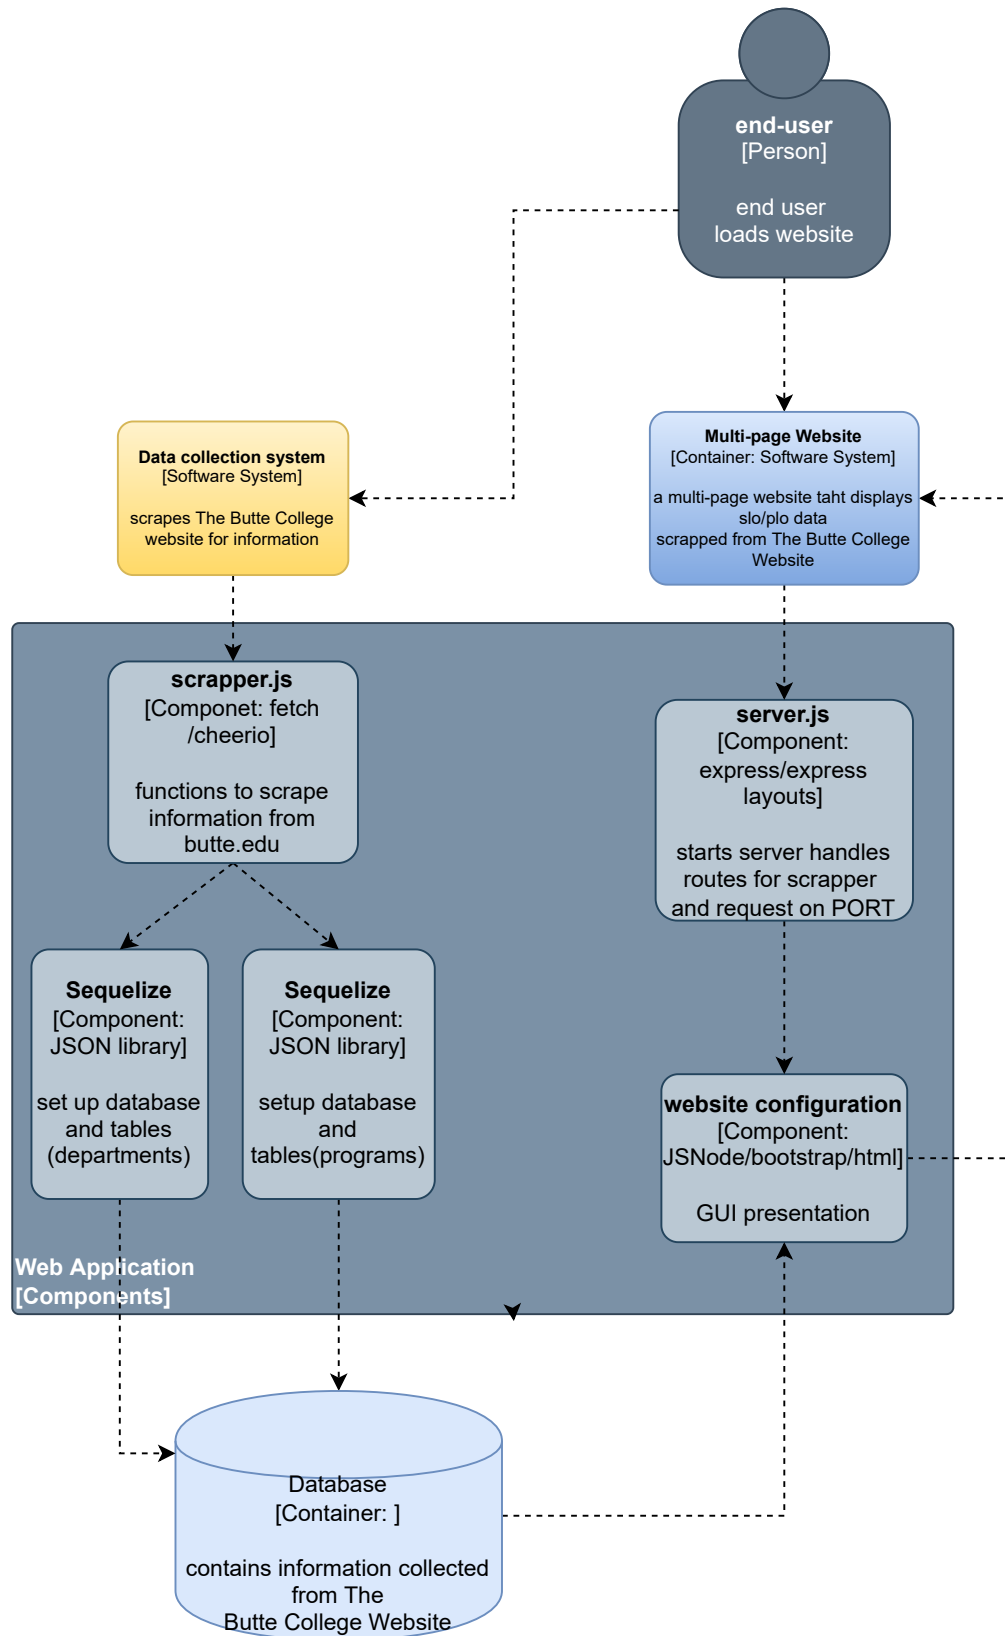 end-user
[Person]
end user
loads website
Data collection system
[Software System]
scrapes The Butte College
website for information
Multi-page Website
[Container: Software System]
a multi-page website taht displays
slo/plo data
scrapped from The Butte College
Website
scrapper.js
[Componet: fetch
/cheerio]
functions to scrape
information from
butte.edu
server.js
[Component:
express/express
layouts]
starts server handles
routes for scrapper
and request on PORT
Sequelize
[Component:
JSON library]
set up database
and tables
(departments)
Sequelize
[Component:
JSON library]
setup database
and
tables(programs)
website configuration
[Component:
JSNode/bootstrap/html]
GUI presentation
Web Application
[Components]
Database
[Container: ]
contains information collected
from The
Butte College Website